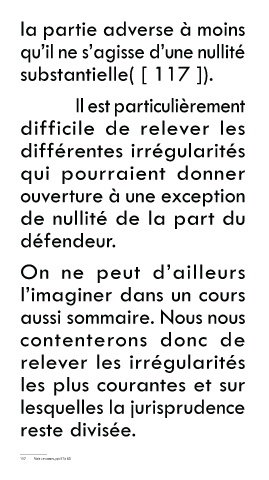 la partie adverse à moins
qu'il ne s'agisse d'une nullité
substantielle( [ 117 ]).
Il est particulièrement
difficile de relever les
différentes irrégularités
qui pourraient donner
ouverture à une exception
de nullité de la part du
défendeur.
On ne peut d'ailleurs
l'imaginer dans un cours
aussi sommaire. Nous nous
contenterons donc de
relever les irrégularités
les plus courantes et sur
lesquelles la jurisprudence
reste divisée.